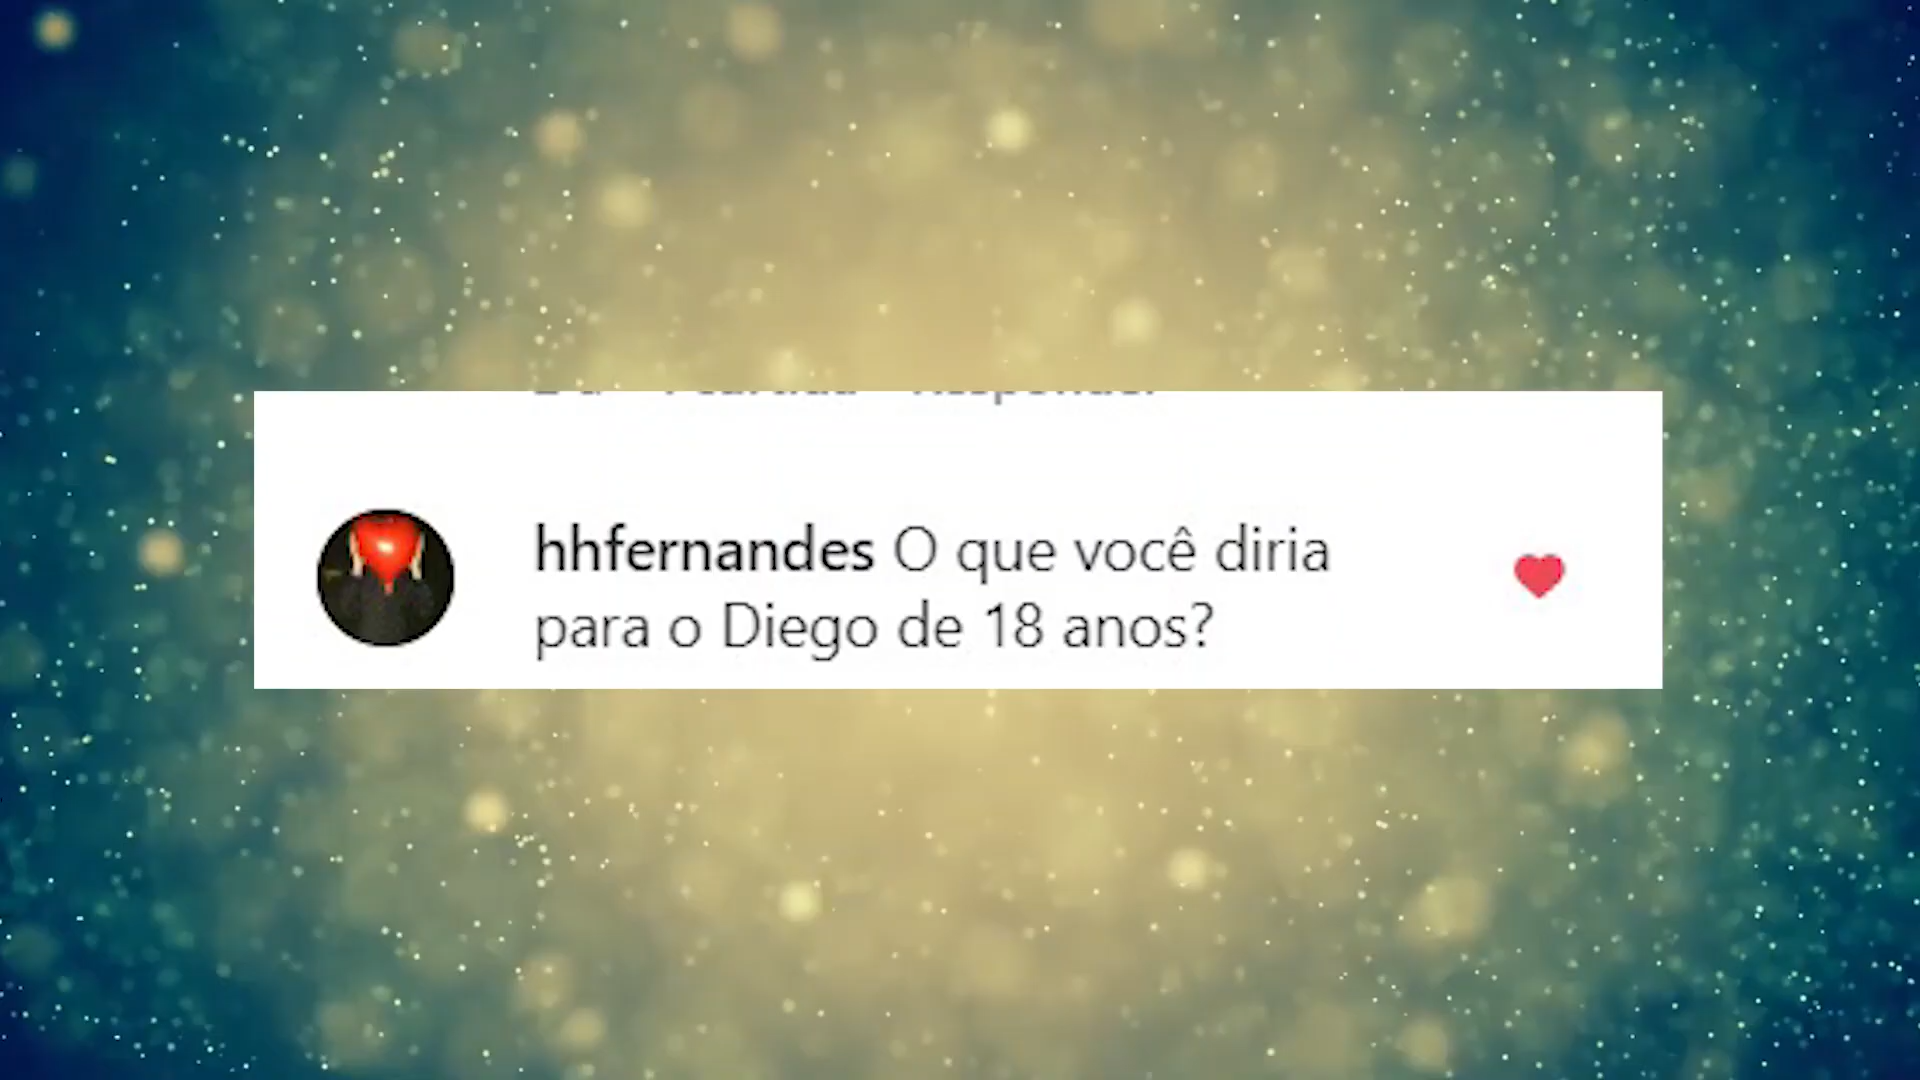 hhfernandes O que você diria
para o Diego de 18 anos?